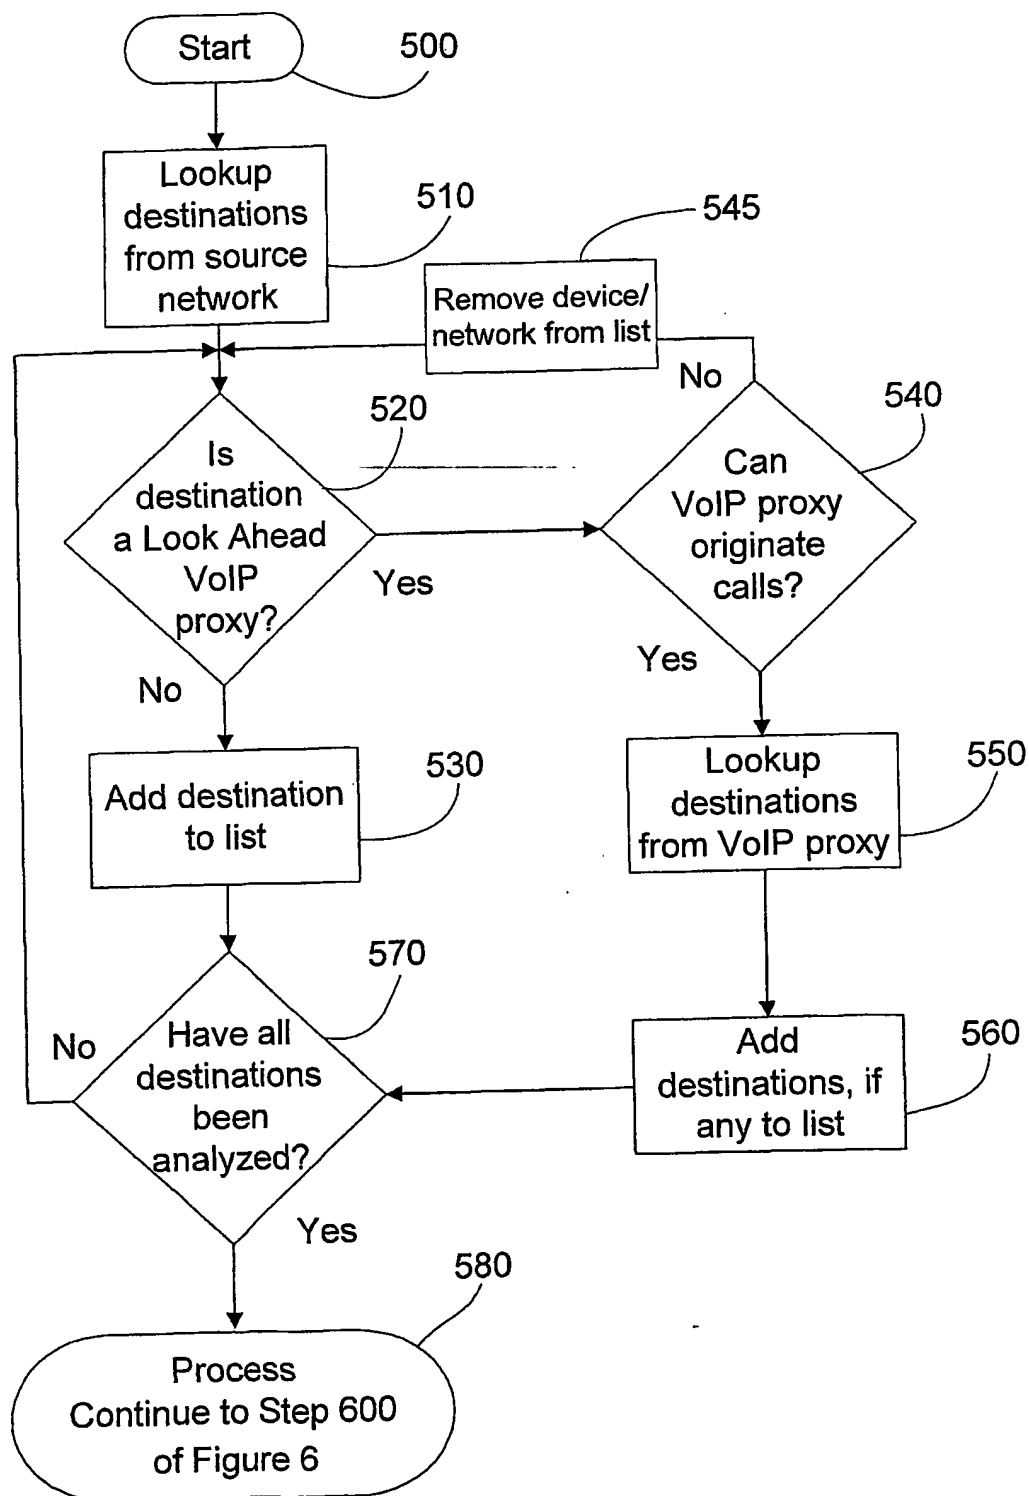 Start
500
Lookup
destinations
from source
network
510
545
Remove device/
network from list
No
540
520
Is
destination
a Look Ahead
VoIP
proxy?
Yes
Can
VoIP proxy
originate
calls?
No
Yes
Add destination
to list
530
Lookup
destinations
from VoIP proxy
550
570
Have all
destinations
been
analyzed?
No
Add
destinations, if
any to list
560
Yes
580
Process
Continue to Step 600
of Figure 6